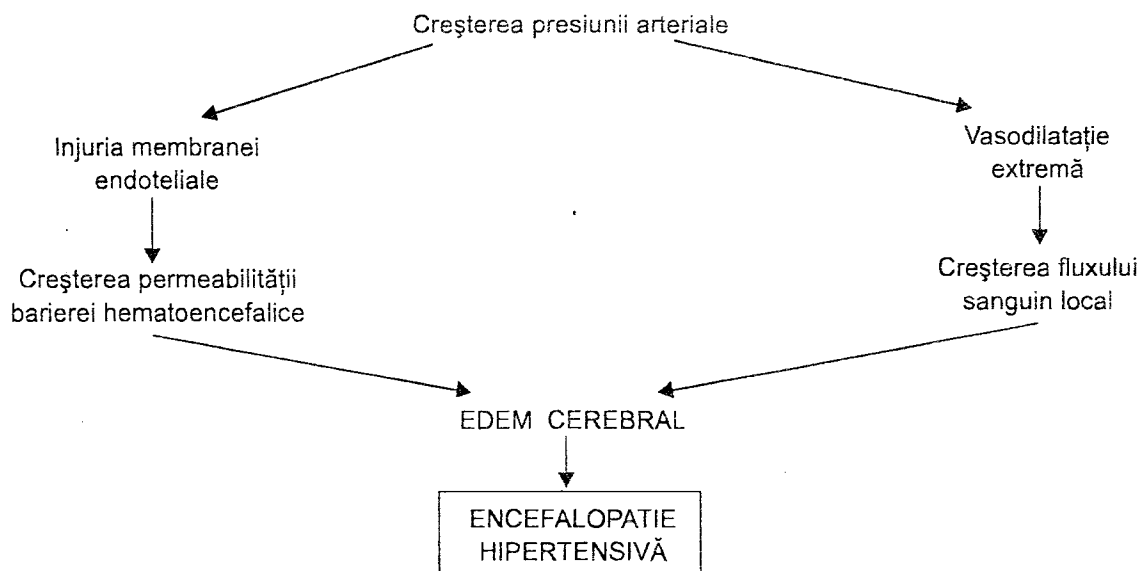 Creşterea presiunii arteriale
Injuria membranei
endoteliale
Vasodilataţie
extremă
Creşterea permeabilităţii
barierei hematoencefalice
Creşterea fluxului
sanguin local
EDEM CEREBRAL
ENCEFALOPATIE
HIPERTENSIVĂ